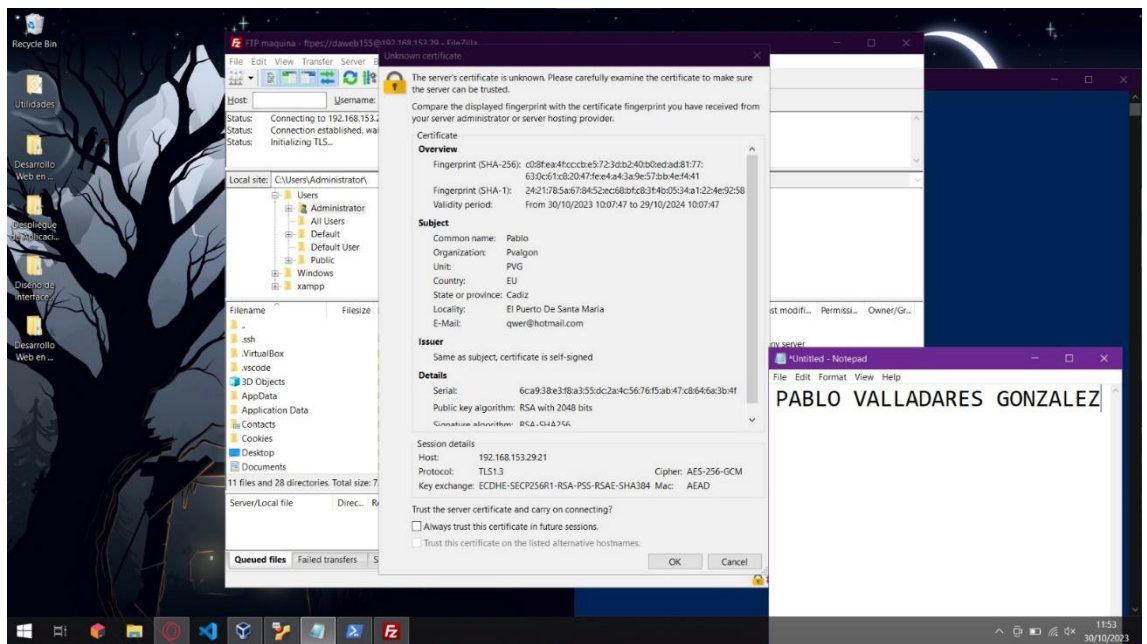 Recycle Bin
Utilidades
Desarrollo
Web en ...
Despliegue
de Aplicaci...
Diseño de
Interface...
Desarrollo
Web en ...
FTP maquina - ftpes://daweb155@192.168.153.29 - FileZilla
File Edit View Transfer Server
Host: Username:
Status: Connecting to 192.168.153.2
Status: Connection established, wai
Status: Initializing TLS...
Local site: C:\Users\Administrator\
Users
Administrator
All Users
Default
Default User
Public
Windows
xampp
Filename Filesize
..
.ssh
.VirtualBox
.vscode
3D Objects
AppData
Application Data
Contacts
Cookies
Desktop
Documents
11 files and 28 directories. Total size: 7
Server/Local file Direc... R
Queued files Failed transfers S
Unknown certificate
The server's certificate is unknown. Please carefully examine the certificate to make sure
the server can be trusted.
Compare the displayed fingerprint with the certificate fingerprint you have received from
your server administrator or server hosting provider.
Certificate
Overview
Fingerprint (SHA-256): c0:8f:ea:4f:cc:cb:e5:72:3d:b2:40:b0:ed:ad:81:77:
63:0c:61:c8:20:47:fe:e4:a4:3a:9e:57:bb:4e:f4:41
Fingerprint (SHA-1): 24:21:78:5a:67:84:52:ec:68:bf:c8:3f:4b:05:34:a1:22:4e:92:58
Validity period: From 30/10/2023 10:07:47 to 29/10/2024 10:07:47
Subject
Common name: Pablo
Organization: Pvalgon
Unit: PVG
Country: EU
State or province: Cadiz
Locality: El Puerto De Santa Maria
E-Mail: qwer@hotmail.com
Issuer
Same as subject, certificate is self-signed
Details
Serial: 6c:a9:38:e3:f8:a3:55:dc:2a:4c:56:76:f5:ab:47:c8:64:6a:3b:4f
Public key algorithm: RSA with 2048 bits
Signature algorithm: RSA-SHA256
Session details
Host: 192.168.153.29:21
Protocol: TLS1.3 Cipher: AES-256-GCM
Key exchange: ECDHE-SECP256R1-RSA-PSS-RSAE-SHA384 Mac: AEAD
Trust the server certificate and carry on connecting?
Always trust this certificate in future sessions.
Trust this certificate on the listed alternative hostnames.
OK Cancel
st modifi... Permissi... Owner/Gr...
ny server
*Untitled - Notepad
File Edit Format View Help
PABLO VALLADARES GONZALEZ
11:53
30/10/2023